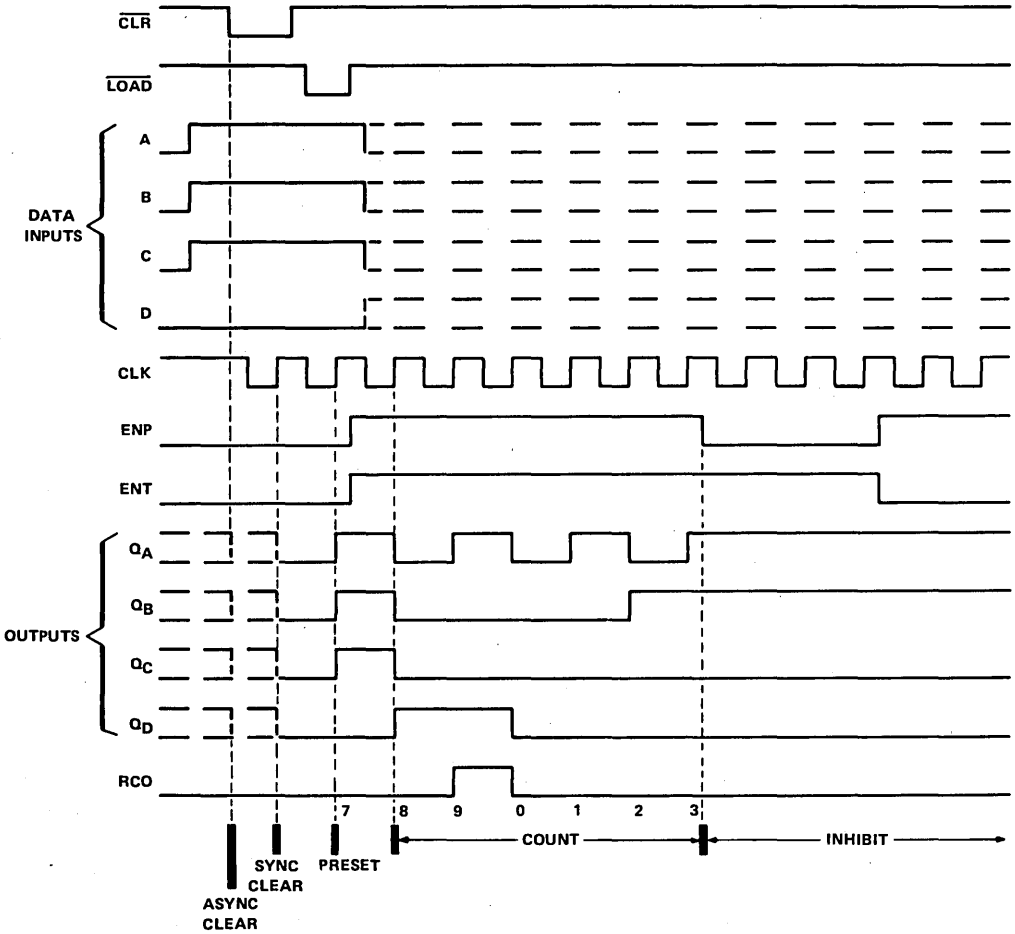 CLR
LOAD
A
B
DATA
INPUTS
C
D
CLK
ENP
ENT
QA
QB
OUTPUTS
QC
QD
RCO
7 8 9 0 1 2 3
COUNT INHIBIT
SYNC
CLEAR
PRESET
ASYNC
CLEAR